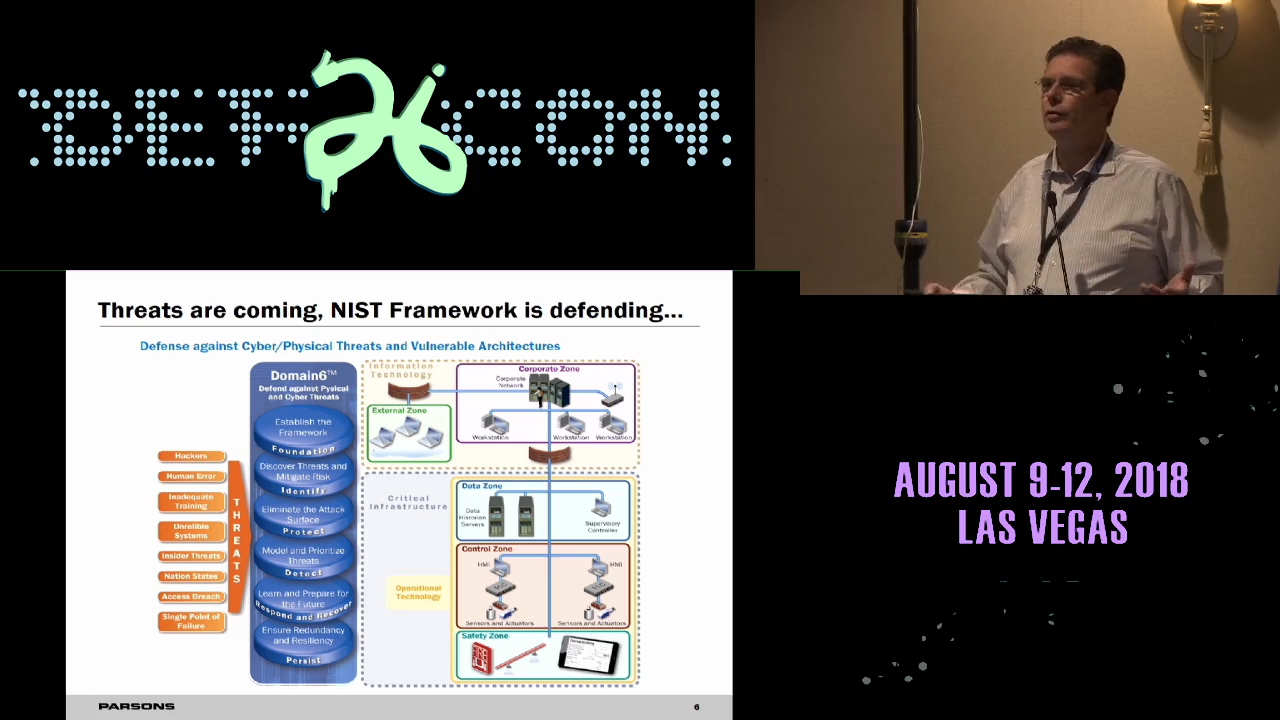 DEF 26 CON
Threats are coming, NIST Framework is defending...
Defense against Cyber/Physical Threats and Vulnerable Architectures
Domain6™
Defend against Pysical
and Cyber Threats
Establish the
Framework
Foundation
Discover Threats and
Mitigate Risk
Identify
Eliminate the Attack
Surface
Protect
Model and Prioritize
Threats
Detect
Learn and Prepare for
the Future
Respond and Recover
Ensure Redundancy
and Resiliency
Persist
Hackers
Human Error
Inadequate
Training
Unrelible
Systems
Insider Threats
Nation States
Access Breach
Single Point of
Failure
THREATS
Information
Technology
External Zone
Corporate Zone
Corporate
Network
Workstation
Workstation
Workstation
Critical
Infrastructure
Data Zone
Data
Historian
Servers
Supervisory
Controller
Control Zone
HMI
HMI
Sensors and Actuators
Sensors and Actuators
Operational
Technology
Safety Zone
PARSONS
6
AUGUST 9-12, 2018
LAS VEGAS